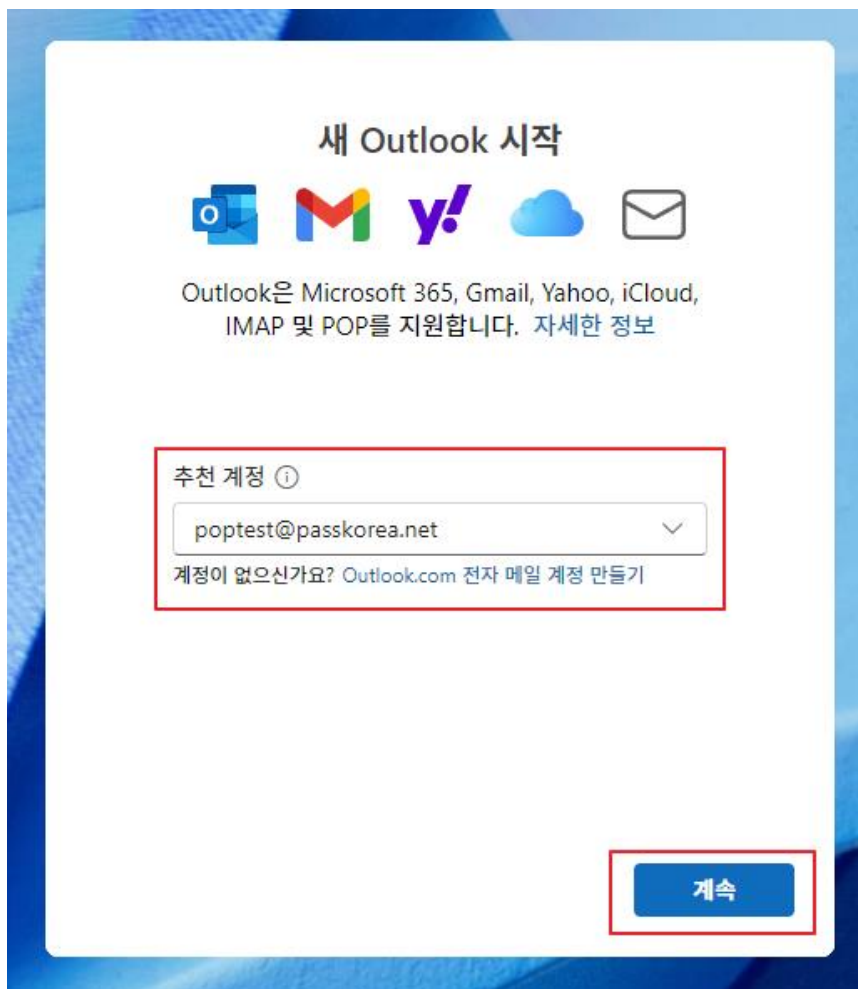 새 Outlook 시작
Outlook은 Microsoft 365, Gmail, Yahoo, iCloud,
IMAP 및 POP를 지원합니다. 자세한 정보
추천 계정
poptest@passkorea.net
계정이 없으신가요? Outlook.com 전자 메일 계정 만들기
계속